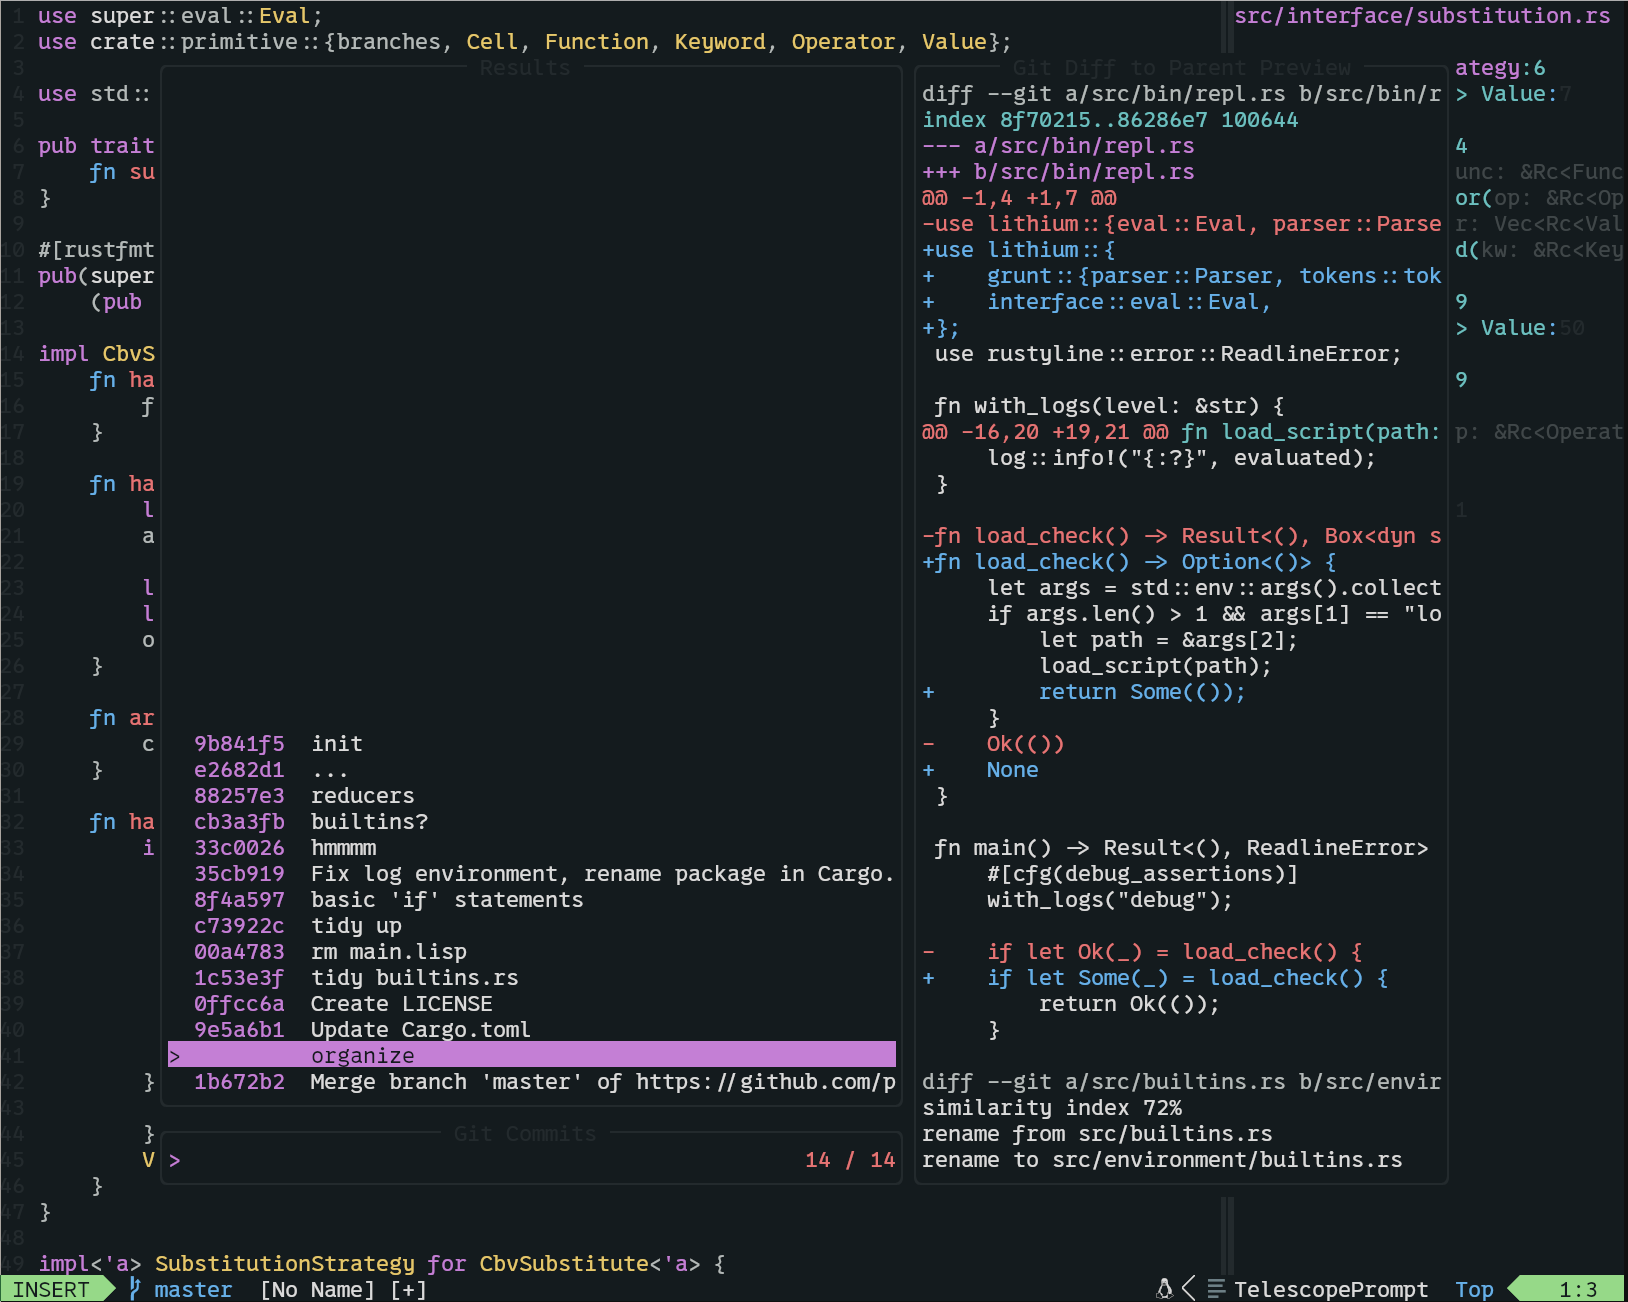 1 use super::eval::Eval;
src/interface/substitution.rs
2 use crate::primitive::{branches, Cell, Function, Keyword, Operator, Value};
3
Results
Git Diff to Parent Preview
ategy:6
4 use std::
diff --git a/src/bin/repl.rs b/src/bin/r
> Value:7
5
index 8f70215..86286e7 100644
6 pub trait
--- a/src/bin/repl.rs
4
7 fn su
+++ b/src/bin/repl.rs
unc: &Rc<Func
8 }
@@ -1,4 +1,7 @@
or(op: &Rc<Op
9
-use lithium::{eval::Eval, parser::Parse
r: Vec<Rc<Val
10 #[rustfmt
+use lithium::{
d(kw: &Rc<Key
11 pub(super
+    grunt::{parser::Parser, tokens::tok
12 (pub
+    interface::eval::Eval,
9
13
+};
> Value:50
14 impl CbvS
use rustyline::error::ReadlineError;
15 fn ha
9
16 f
fn with_logs(level: &str) {
17 }
@@ -16,20 +19,21 @@ fn load_script(path:
p: &Rc<Operat
18
log::info!("{:?}", evaluated);
19 fn ha
}
20 l
1
21 a
-fn load_check() -> Result<(), Box<dyn s
22
+fn load_check() -> Option<()> {
23 l
let args = std::env::args().collect
24 l
if args.len() > 1 && args[1] == "lo
25 o
let path = &args[2];
26 }
load_script(path);
27
+        return Some(());
28 fn ar
}
29 c
9b841f5 init
-    Ok(())
30 }
e2682d1 ...
+    None
31
88257e3 reducers
}
32 fn ha
cb3a3fb builtins?
33 i
33c0026 hmmmm
fn main() -> Result<(), ReadlineError>
34
35cb919 Fix log environment, rename package in Cargo.
#[cfg(debug_assertions)]
35
8f4a597 basic 'if' statements
with_logs("debug");
36
c73922c tidy up
37
00a4783 rm main.lisp
-    if let Ok(_) = load_check() {
38
1c53e3f tidy builtins.rs
+    if let Some(_) = load_check() {
39
0ffcc6a Create LICENSE
return Ok(());
40
9e5a6b1 Update Cargo.toml
}
41
> organize
42 }
1b672b2 Merge branch 'master' of https://github.com/p
diff --git a/src/builtins.rs b/src/envir
43
similarity index 72%
44 }
Git Commits
rename from src/builtins.rs
45 V
> 14 / 14
rename to src/environment/builtins.rs
46 }
47 }
48
49 impl<'a> SubstitutionStrategy for CbvSubstitute<'a> {
INSERT master [No Name] [+] TelescopePrompt Top 1:3